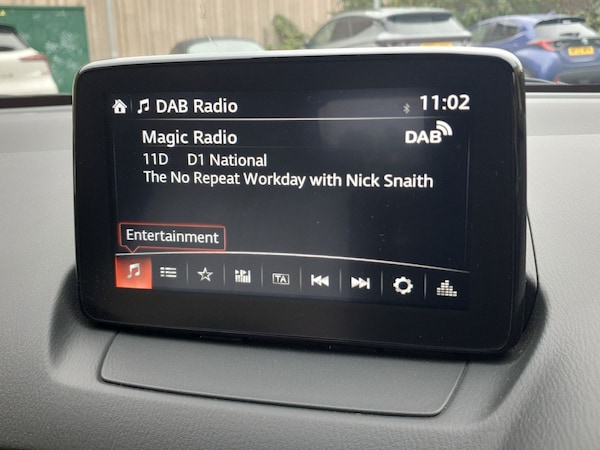 DAB Radio
11:02
Magic Radio
DAB
11D D1 National
The No Repeat Workday with Nick Snaith
Entertainment
TA